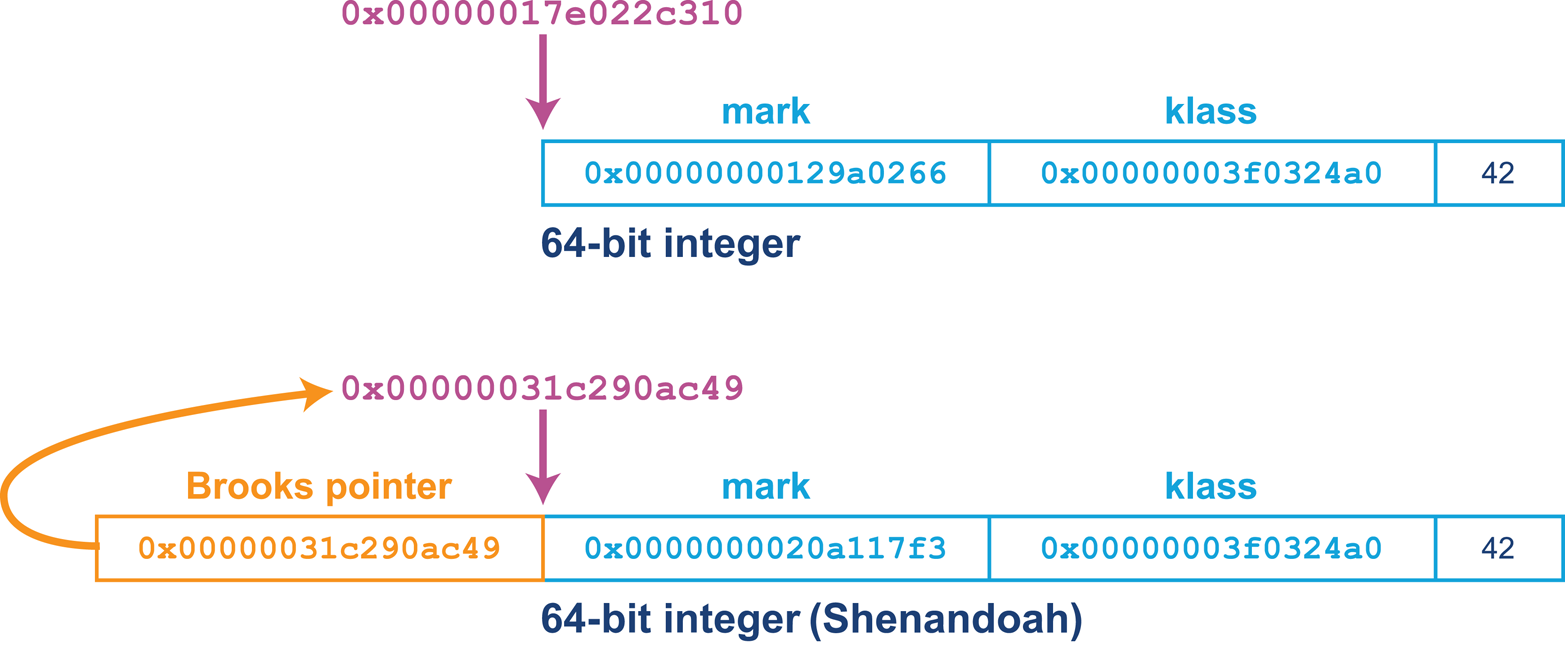 0x00000017e022c310
mark klass
0x00000000129a0266 0x00000003f0324a0 42
64-bit integer
0x00000031c290ac49
Brooks pointer mark klass
0x00000031c290ac49 0x0000000020a117f3 0x00000003f0324a0 42
64-bit integer (Shenandoah)